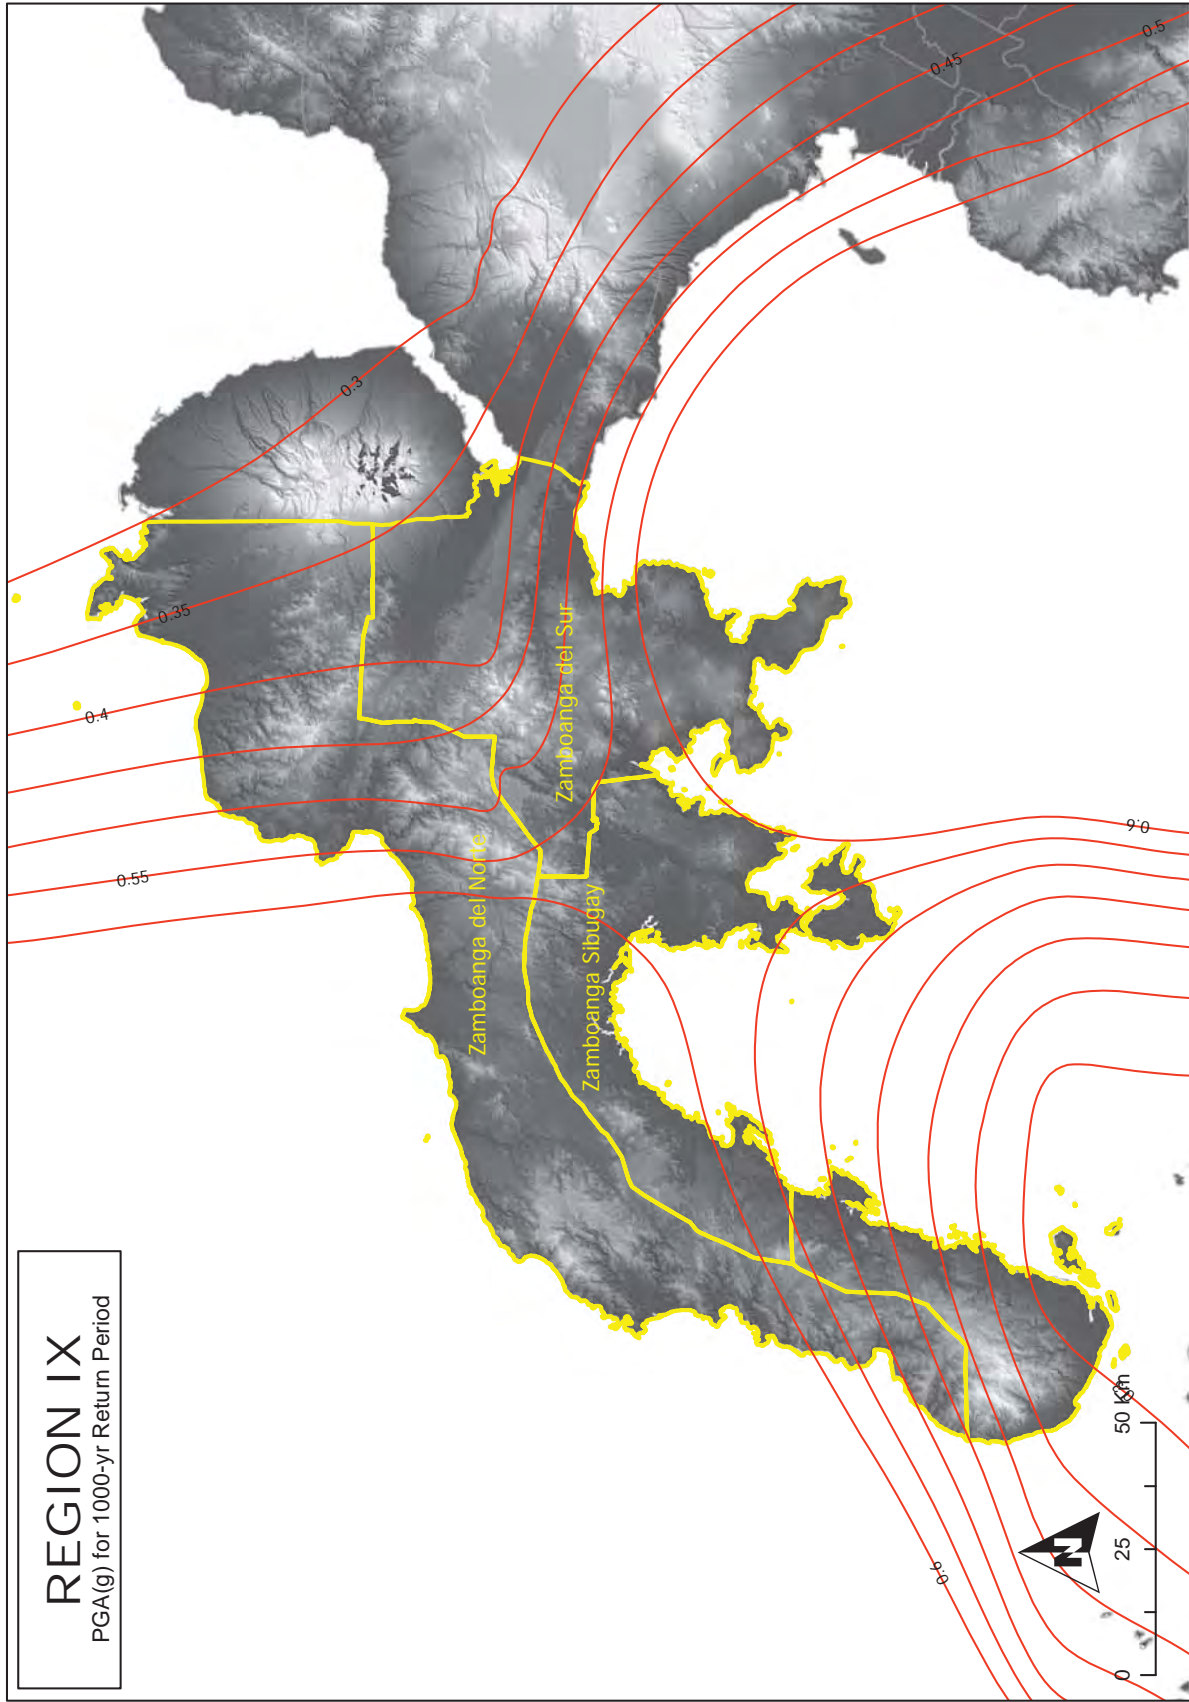 REGION IX
PGA(g) for 1000-yr Return Period
0.3
0.35
0.4
0.45
0.5
0.55
0.6
0.6
Zamboanga del Norte
Zamboanga del Sur
Zamboanga Sibugay
N
0
25
50 Km